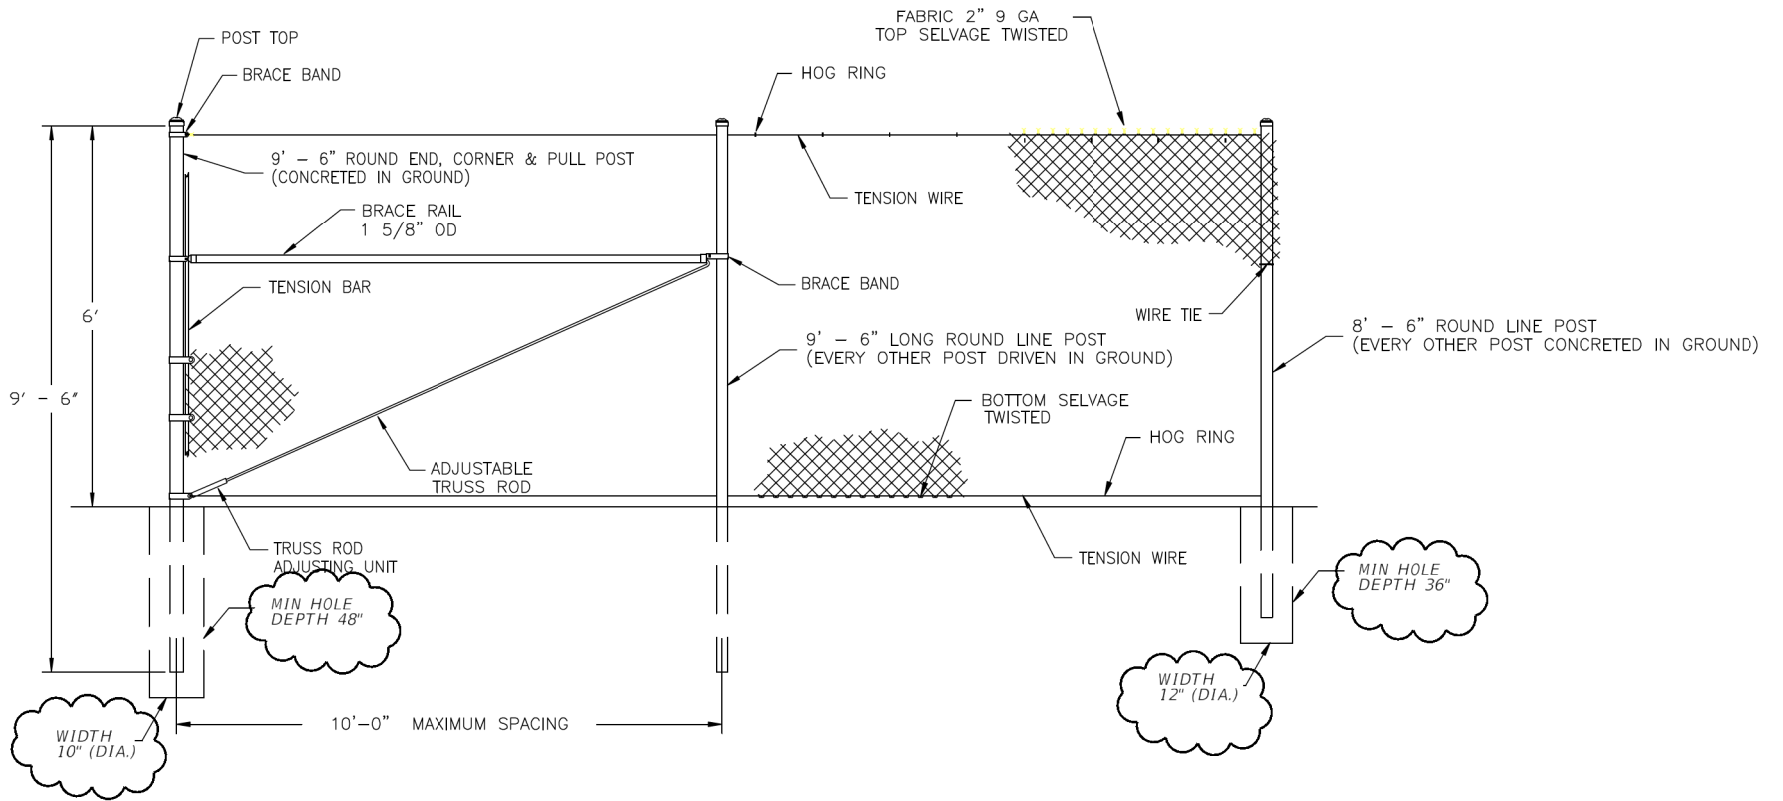 FABRIC 2" 9 GA
TOP SELVAGE TWISTED
POST TOP
BRACE BAND
HOG RING
9' - 6" ROUND END, CORNER & PULL POST
(CONCRETED IN GROUND)
TENSION WIRE
BRACE RAIL
1 5/8" OD
TENSION BAR
BRACE BAND
WIRE TIE
6'
9' - 6" LONG ROUND LINE POST
(EVERY OTHER POST DRIVEN IN GROUND)
8' - 6" ROUND LINE POST
(EVERY OTHER POST CONCRETED IN GROUND)
9' - 6"
BOTTOM SELVAGE
TWISTED
HOG RING
ADJUSTABLE
TRUSS ROD
TRUSS ROD
ADJUSTING UNIT
TENSION WIRE
MIN HOLE
DEPTH 48"
MIN HOLE
DEPTH 36"
WIDTH
12" (DIA.)
10'-0" MAXIMUM SPACING
WIDTH
10" (DIA.)